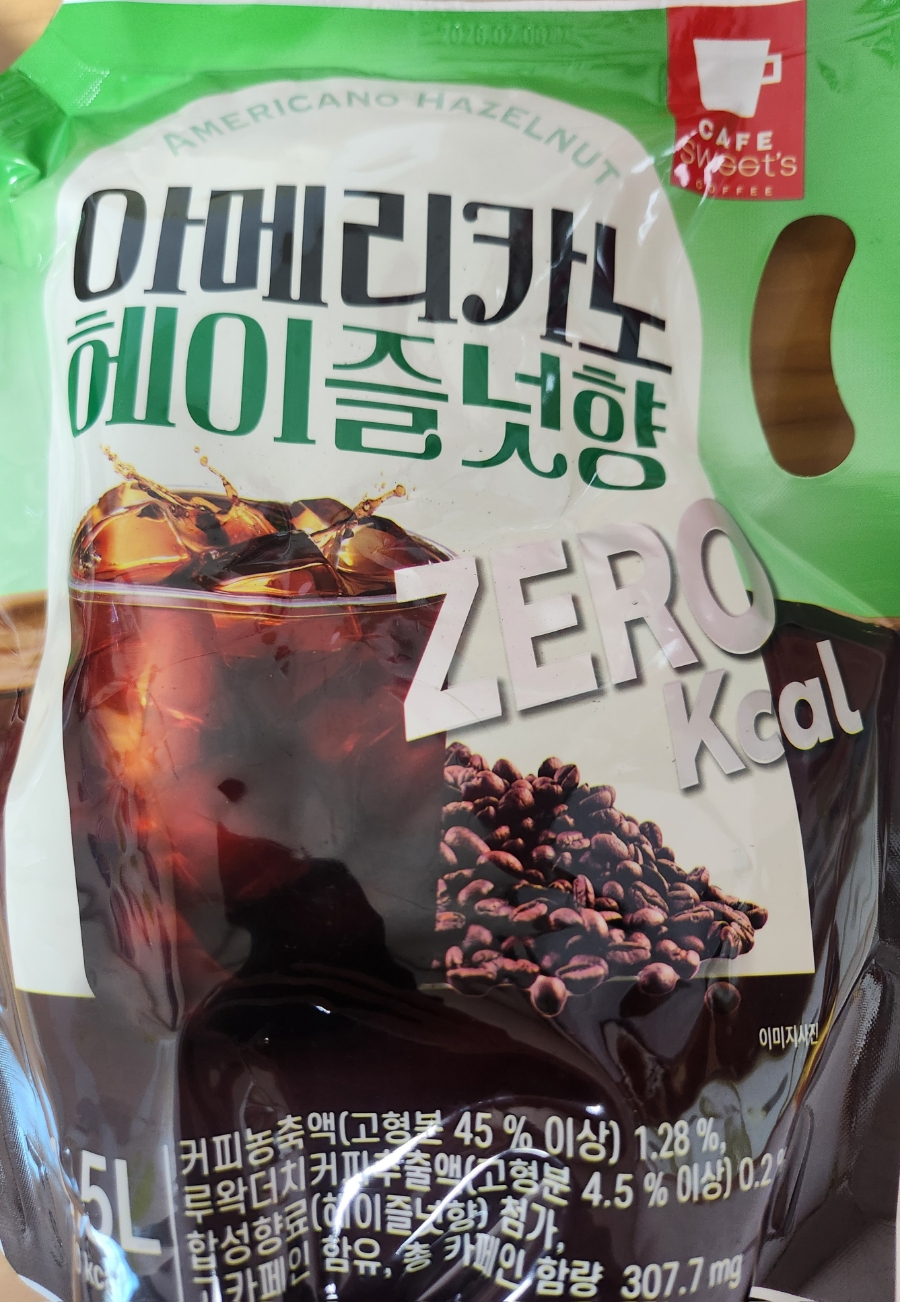 AMERICANO HAZELNUT
CAFE
sweet's
COFFEE
아메리카노
헤이즐넛향
ZERO
Kcal
이미지사진
5L
커피농축액(고형분 45 % 이상) 1.28 %,
루왁더치커피추출액(고형분 4.5 % 이상) 0.2
합성향료(헤이즐넛향) 첨가,
고카페인 함유, 총 카페인 함량 307.7 mg